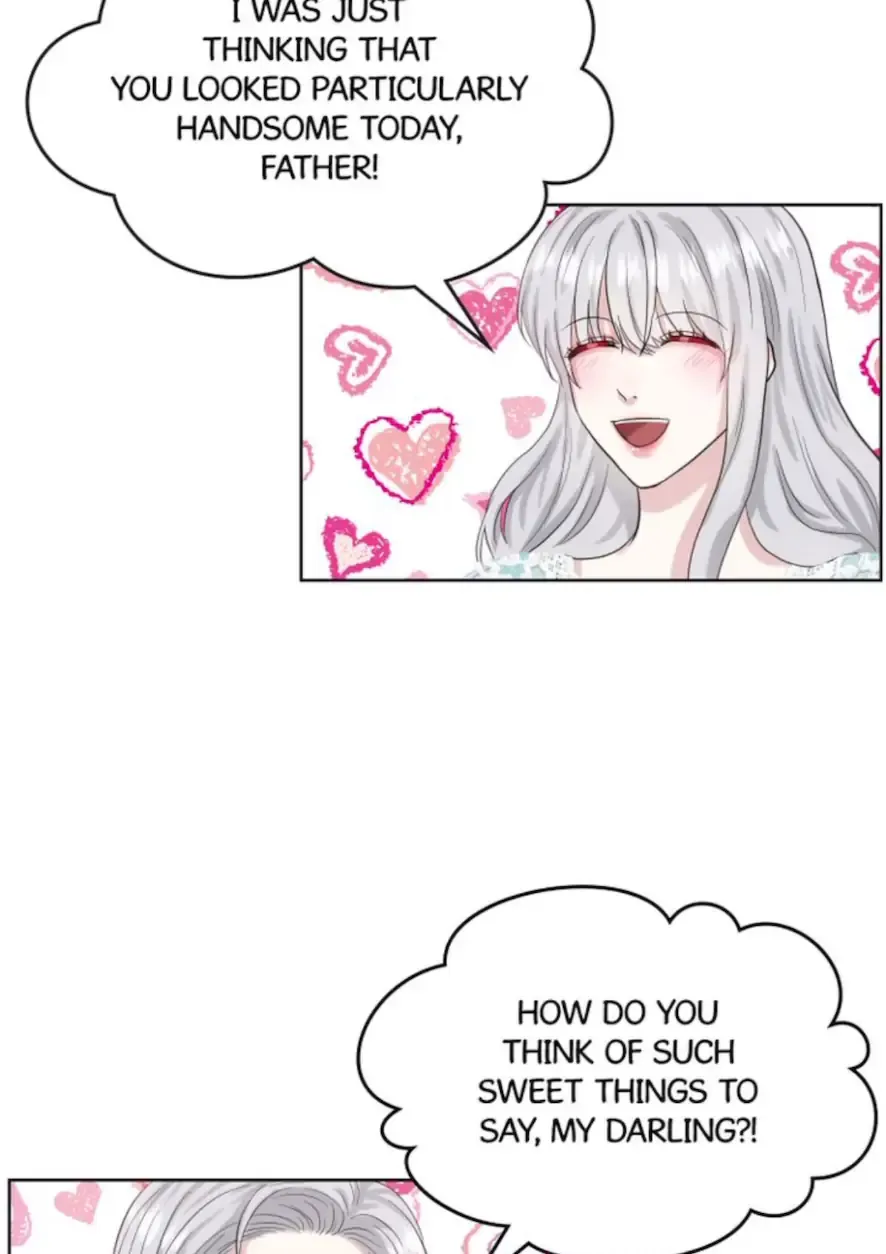 I WAS JUST
THINKING THAT
YOU LOOKED PARTICULARLY
HANDSOME TODAY,
FATHER!
HOW DO YOU
THINK OF SUCH
SWEET THINGS TO
SAY, MY DARLING?!